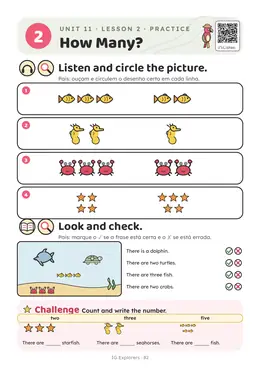 2
UNIT 11 · LESSON 2 · PRACTICE
How Many?
Listen and circle the picture.
Pais: ouçam e circulem o desenho certo em cada linha.
1
2
3
4
Look and check.
Pais: marque o ✓ se a frase está certa e o X se está errada.
There is a dolphin.
There are two turtles.
There are three fish.
There are two crabs.
Challenge Count and write the number.
two three five
There are ______ starfish. There are ______ seahorses. There are ______ fish.